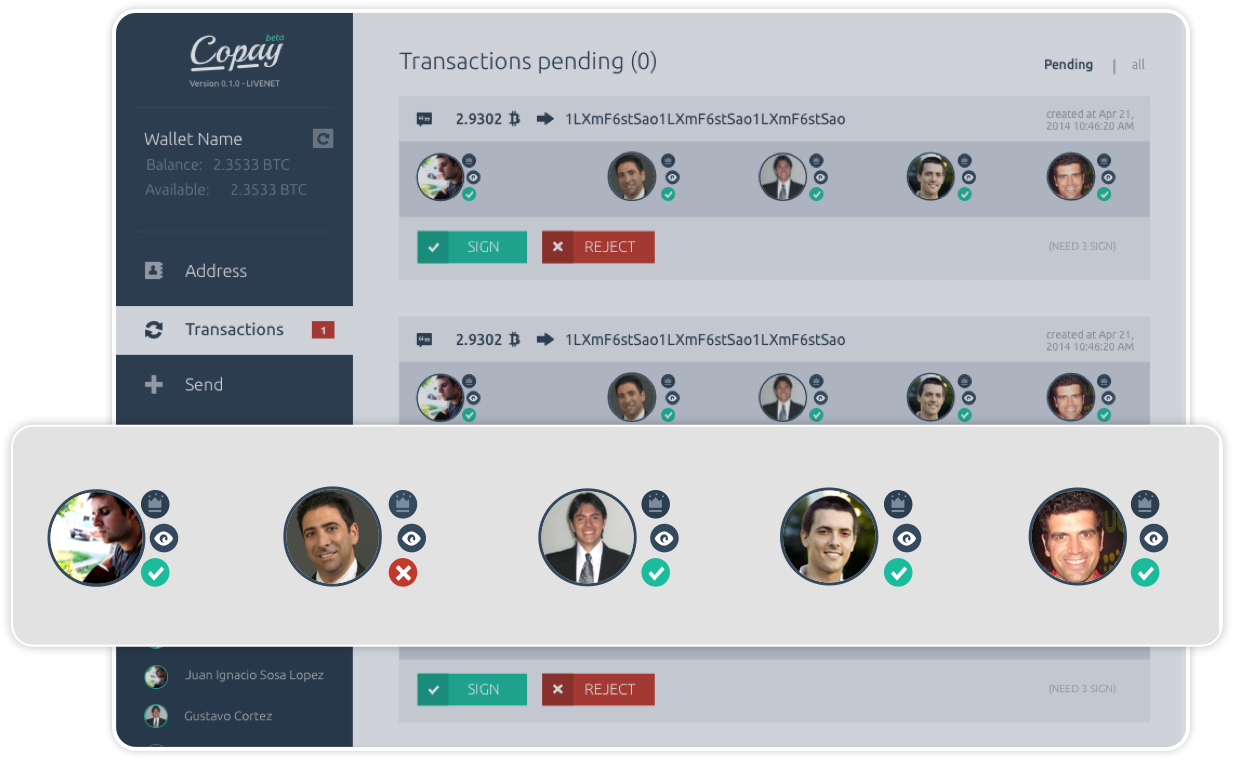 Copay beta
Version 0.1.0 - LIVENET
Wallet Name
Balance: 2.3533 BTC
Available: 2.3533 BTC
Address
Transactions 1
Send
Juan Ignacio Sosa Lopez
Gustavo Cortez
Transactions pending (0)
Pending | all
2.9302 1LXmF6stSao1LXmF6stSao1LXmF6stSao
created at Apr 21,
2014 10:46:20 AM
SIGN REJECT (NEED 3 SIGN)
2.9302 1LXmF6stSao1LXmF6stSao1LXmF6stSao
created at Apr 21,
2014 10:46:20 AM
SIGN REJECT (NEED 3 SIGN)